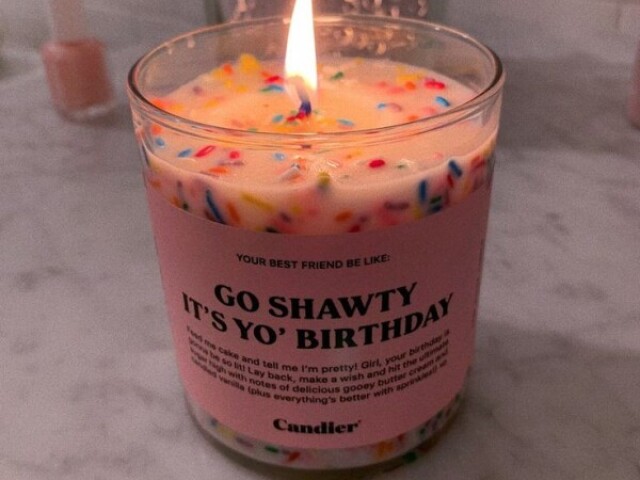 YOUR BEST FRIEND BE LIKE:
GO SHAWTY
IT'S YO' BIRTHDAY
Feed me cake and tell me I'm pretty! Girl, your birthday is
gonna be so lit! Lay back, make a wish and hit the ultimate
sugar high with notes of delicious gooey butter cream and
candied vanilla (plus everything's better with sprinkles) xo
Candier